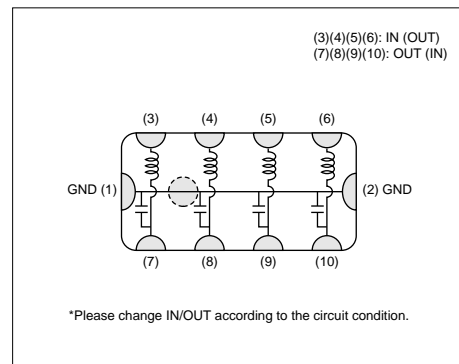 (3)(4)(5)(6): IN (OUT)
(7)(8)(9)(10): OUT (IN)
(3) (4) (5) (6)
GND (1) (2) GND
(7) (8) (9) (10)
*Please change IN/OUT according to the circuit condition.